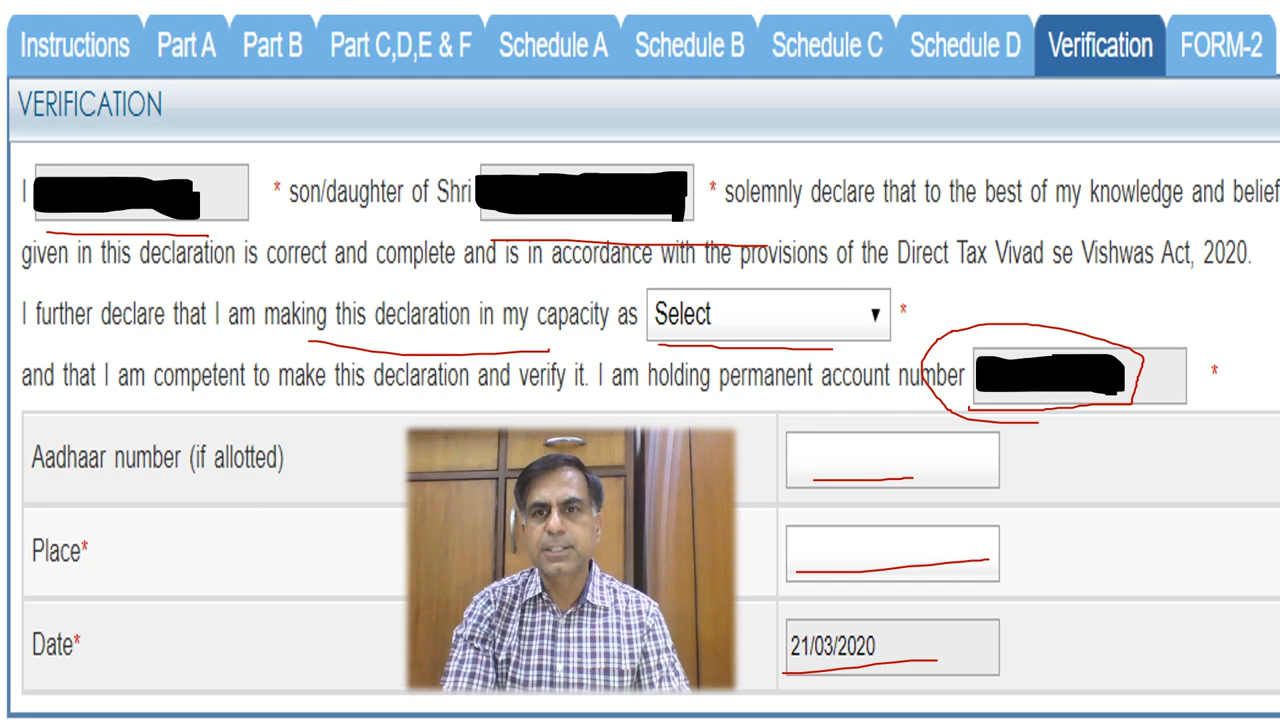 Instructions Part A Part B Part C,D,E & F Schedule A Schedule B Schedule C Schedule D Verification FORM-2
VERIFICATION
I * son/daughter of Shri * solemnly declare that to the best of my knowledge and belief
given in this declaration is correct and complete and is in accordance with the provisions of the Direct Tax Vivad se Vishwas Act, 2020.
I further declare that I am making this declaration in my capacity as Select *
and that I am competent to make this declaration and verify it. I am holding permanent account number *
Aadhaar number (if allotted)
Place*
Date* 21/03/2020